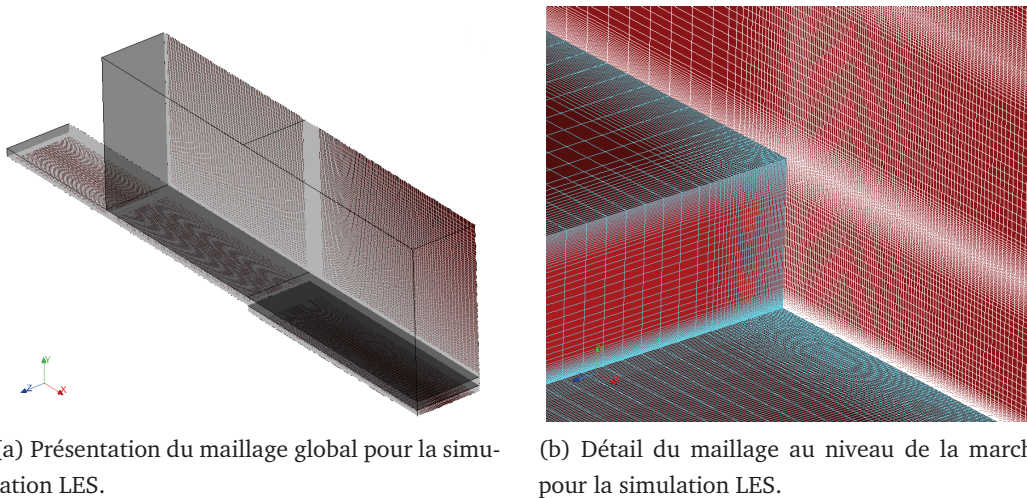 Y
Z
X
(a) Présentation du maillage global pour la simu-
lation LES.
(b) Détail du maillage au niveau de la march
pour la simulation LES.